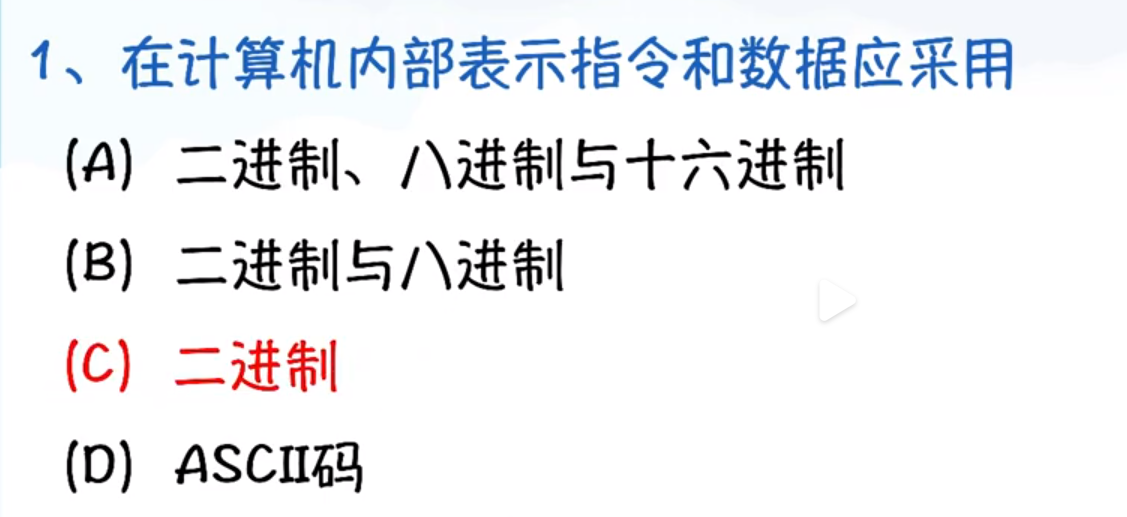 1、在计算机内部表示指令和数据应采用
(A) 二进制、八进制与十六进制
(B) 二进制与八进制
(C) 二进制
(D) ASCII码